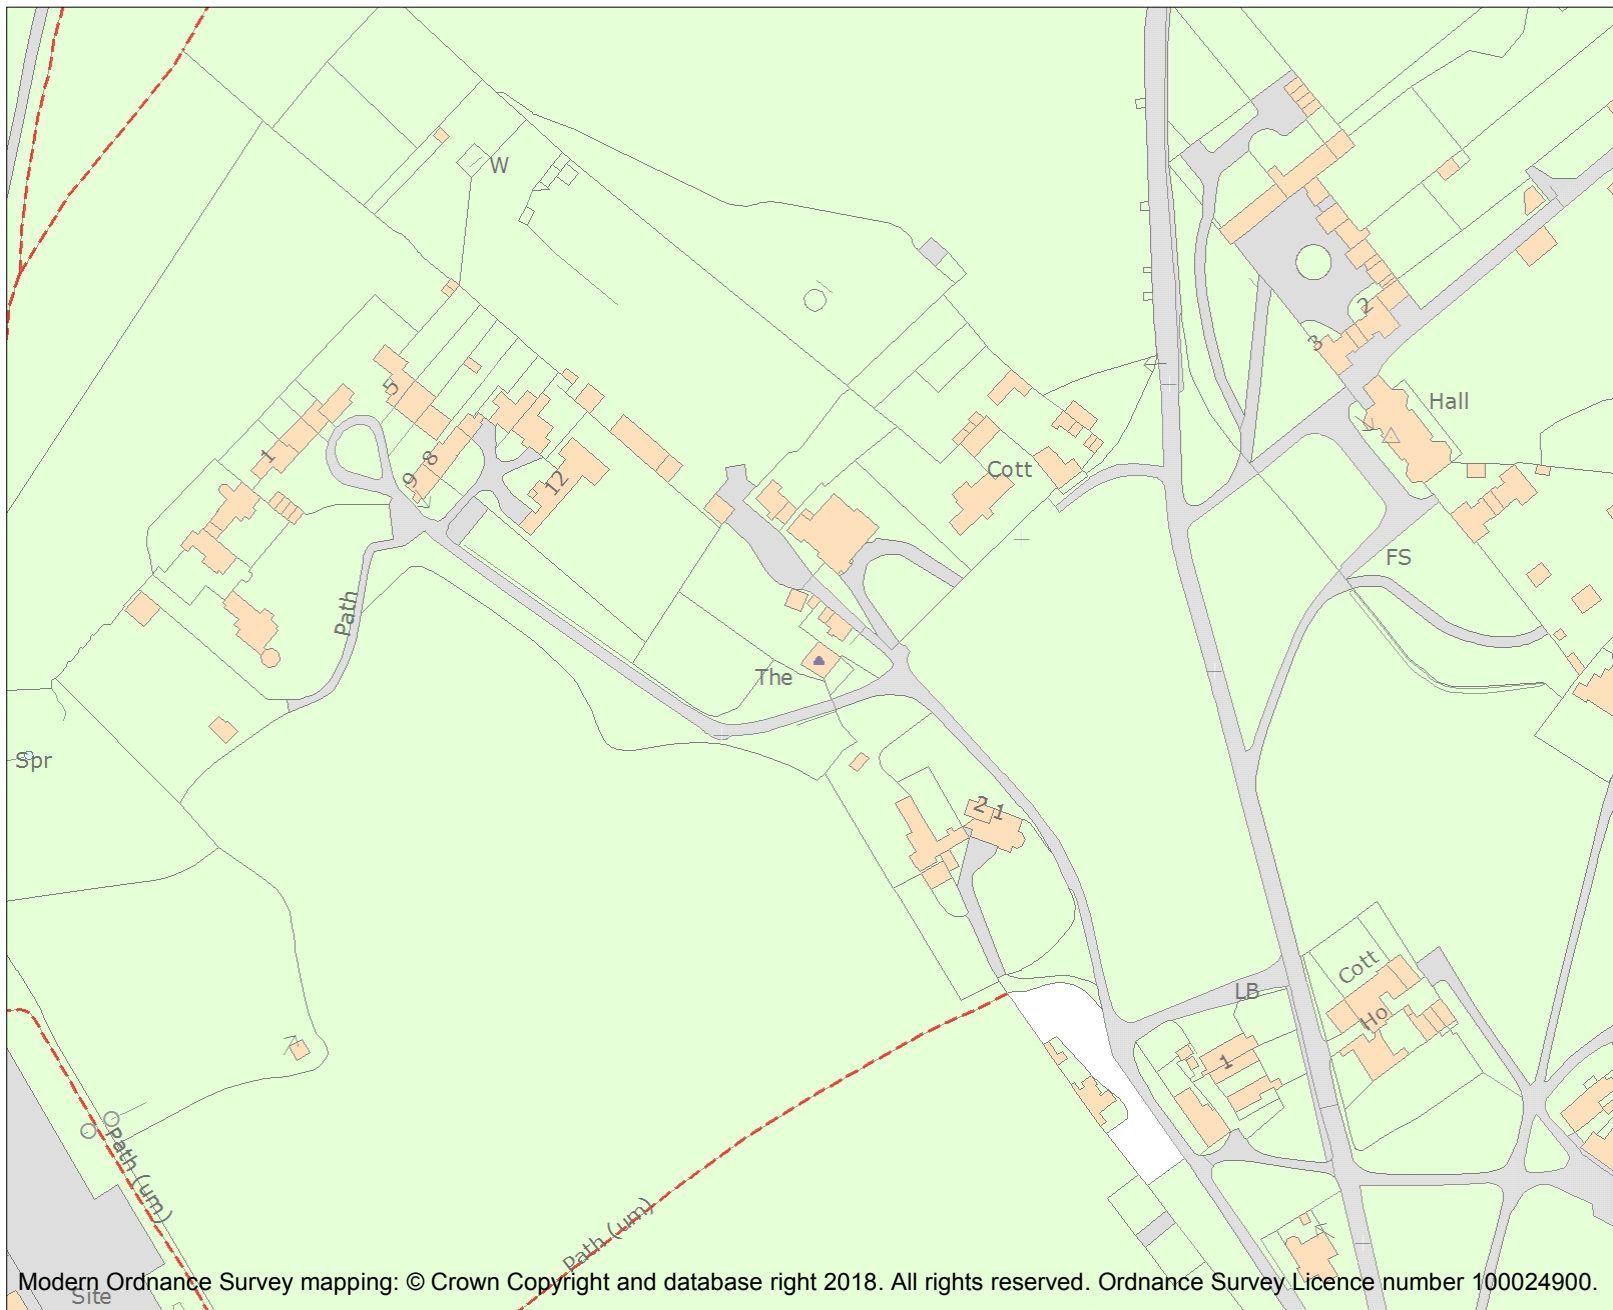 W
2
3
Hall
5
1
8
9
12
Cott
FS
Path
The
Spr
2
1
Cott
LB
Ho
1
Path (um)
Path (um)
Site
Modern Ordnance Survey mapping: © Crown Copyright and database right 2018. All rights reserved. Ordnance Survey Licence number 100024900.